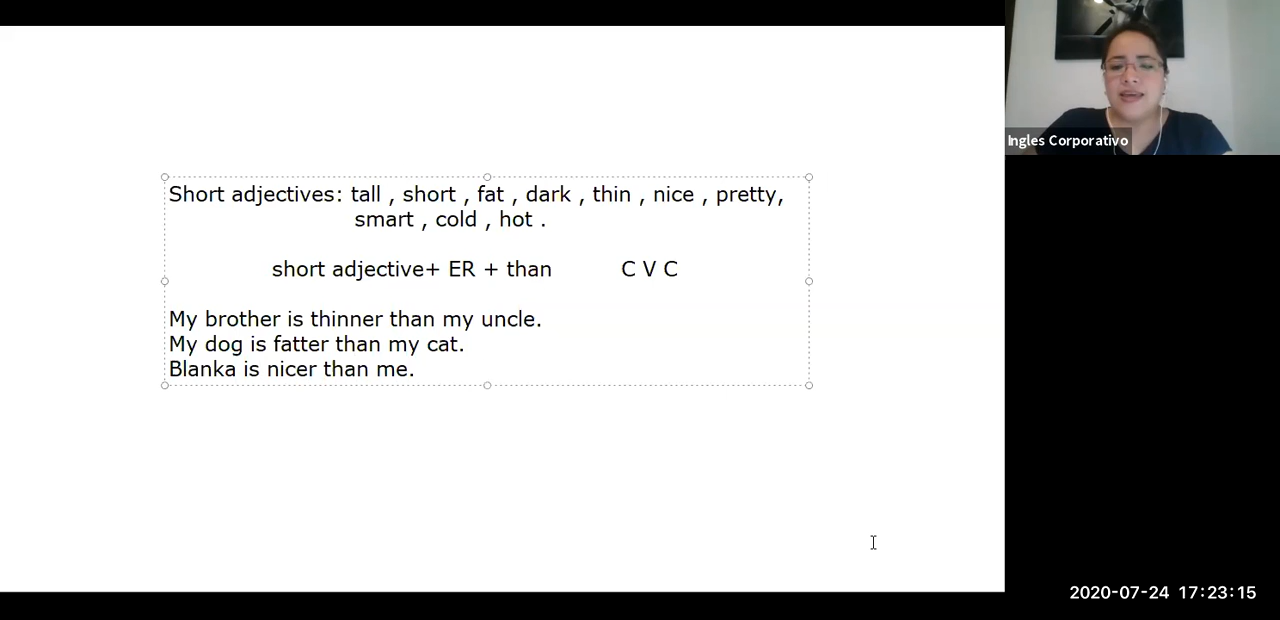 Short adjectives: tall , short , fat , dark , thin , nice , pretty,
smart , cold , hot .
short adjective+ ER + than C V C
My brother is thinner than my uncle.
My dog is fatter than my cat.
Blanka is nicer than me.
Ingles Corporativo
2020-07-24 17:23:15